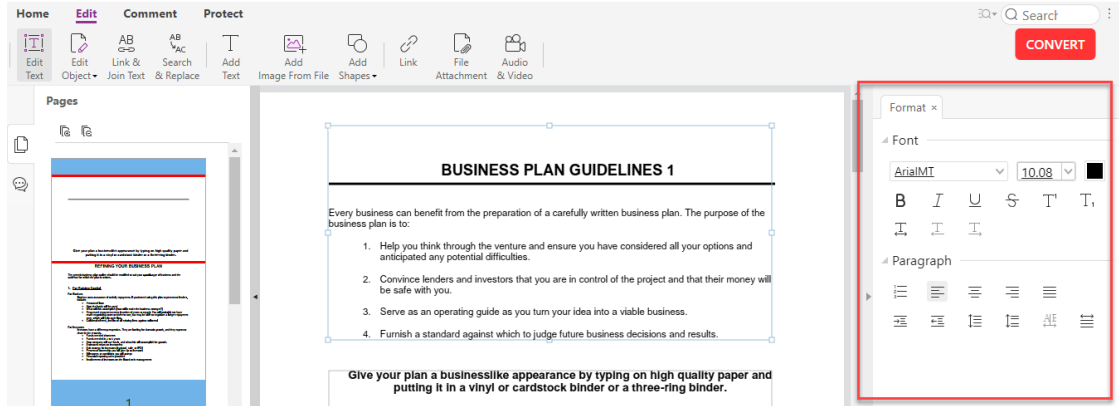 Home Edit Comment Protect
Search
Edit Text
Edit Object
Link & Join Text
Search & Replace
Add Text
Add Image From File
Add Shapes
Link
File Attachment
Audio & Video
CONVERT
Pages
REFINING YOUR BUSINESS PLAN
1
BUSINESS PLAN GUIDELINES 1
Every business can benefit from the preparation of a carefully written business plan. The purpose of the
business plan is to:
1. Help you think through the venture and ensure you have considered all your options and
anticipated any potential difficulties.
2. Convince lenders and investors that you are in control of the project and that their money will
be safe with you.
3. Serve as an operating guide as you turn your idea into a viable business.
4. Furnish a standard against which to judge future business decisions and results.
Give your plan a businesslike appearance by typing on high quality paper and
putting it in a vinyl or cardstock binder or a three-ring binder.
Format ×
Font
ArialMT 10.08
B I U S T' T,
Paragraph